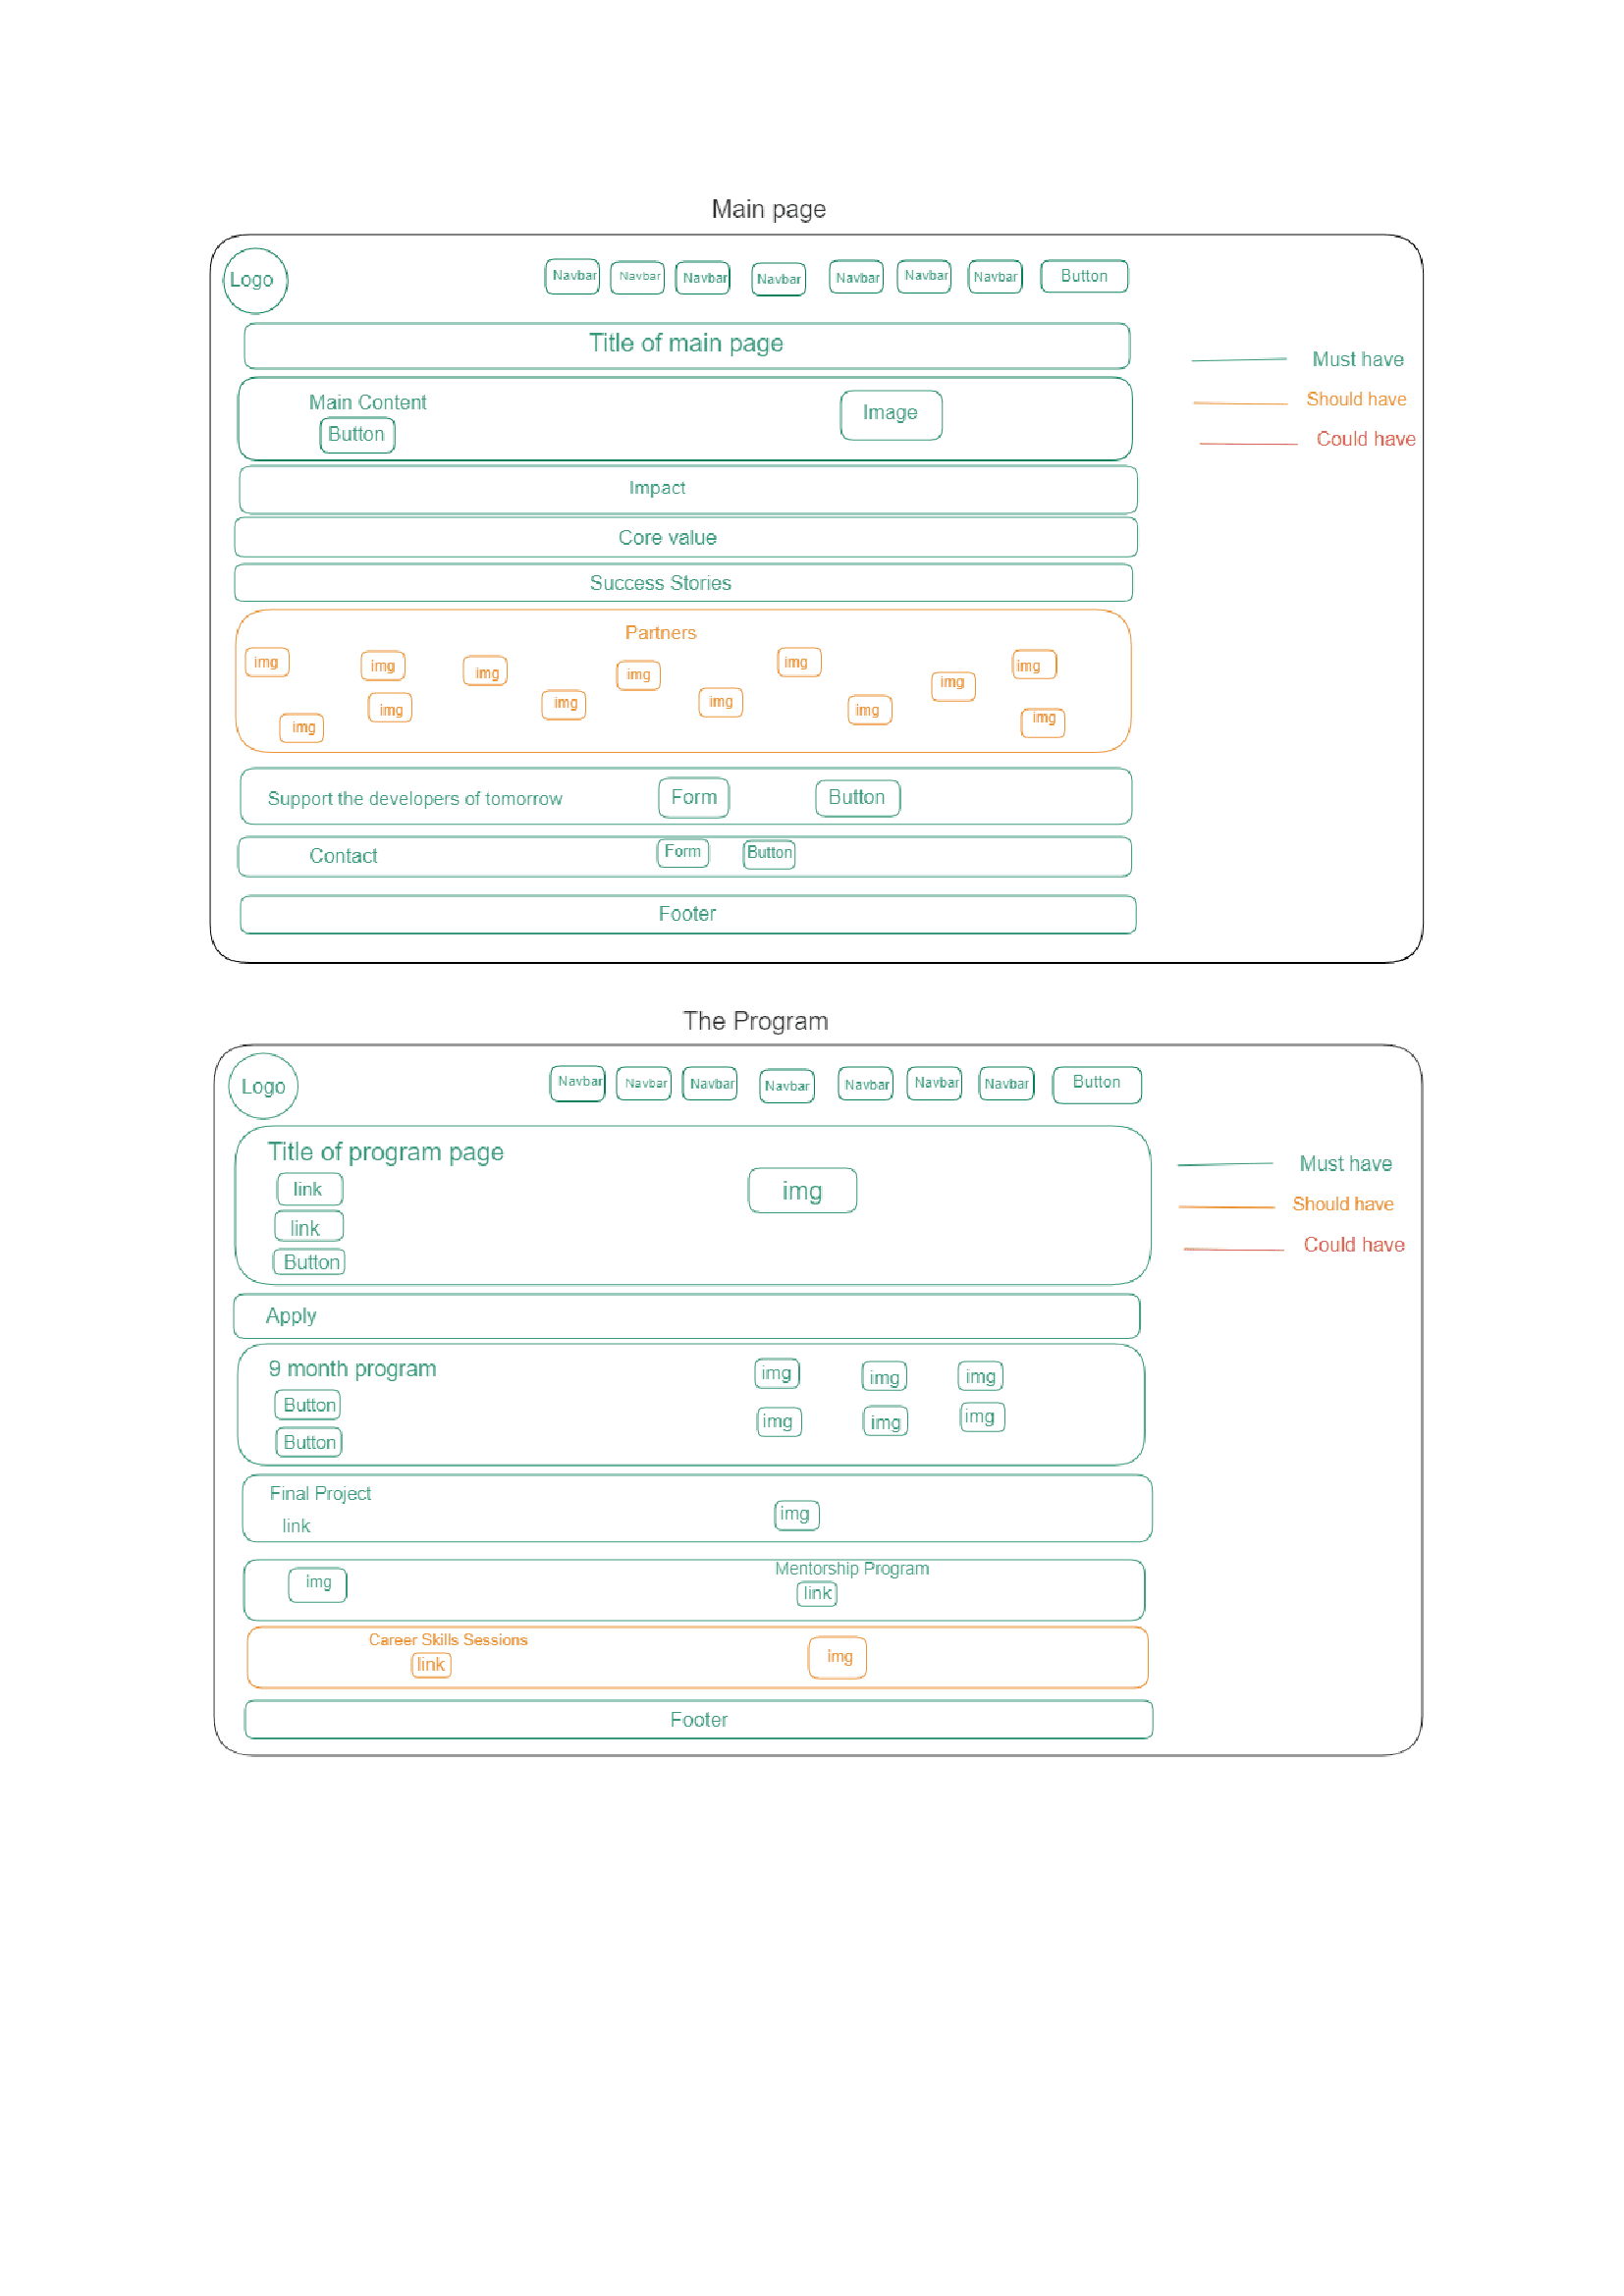 Main page
Logo
Navbar Navbar Navbar Navbar Navbar Navbar Navbar Button
Title of main page
Must have
Should have
Could have
Main Content
Button
Image
Impact
Core value
Success Stories
Partners
img img img img img img
img img img img img img img
Support the developers of tomorrow Form Button
Contact Form Button
Footer
The Program
Logo
Navbar Navbar Navbar Navbar Navbar Navbar Navbar Button
Title of program page
link
link
Button
img
Must have
Should have
Could have
Apply
9 month program
Button
Button
img img img
img img img
Final Project
link
img
img
Mentorship Program
link
Career Skills Sessions
link
img
Footer